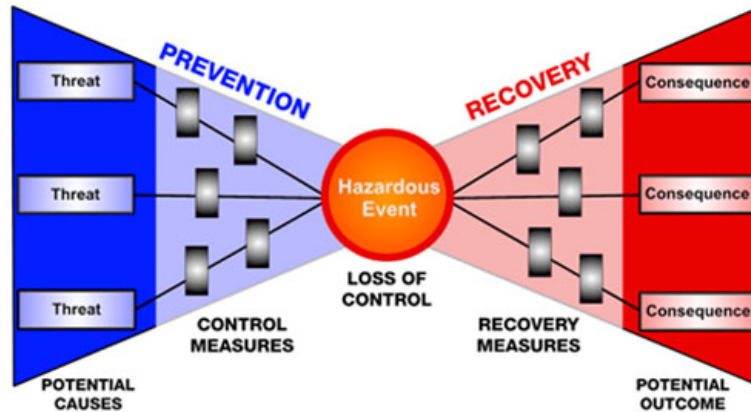 PREVENTION
RECOVERY
Threat
Consequence
Threat
Hazardous
Event
Consequence
Threat
LOSS OF
CONTROL
Consequence
CONTROL
MEASURES
RECOVERY
MEASURES
POTENTIAL
CAUSES
POTENTIAL
OUTCOME